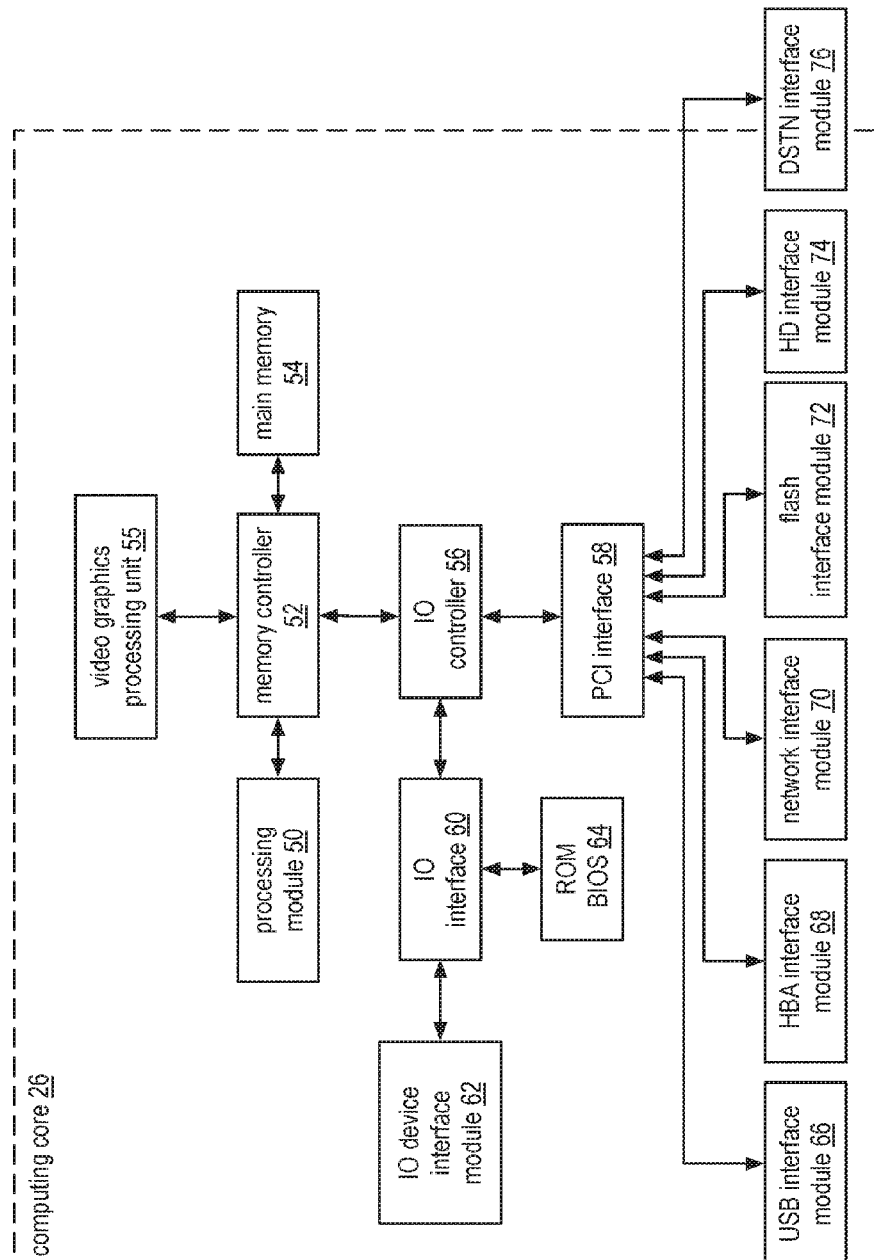 computing core 26
video graphics
processing unit 55
processing
module 50
memory controller
52
main memory
54
IO device
interface
module 62
IO
interface 60
IO
controller 56
ROM
BIOS 64
PCI interface 58
USB interface
module 66
HBA interface
module 68
network interface
module 70
flash
interface module 72
HD interface
module 74
DSTN interface
module 76